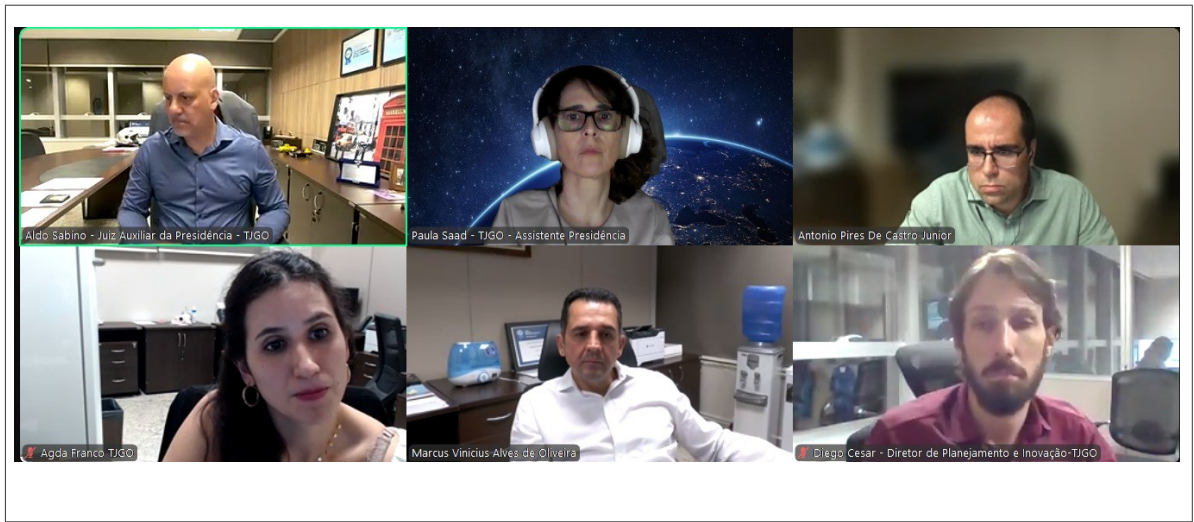 Aldo Sabino - Juiz Auxiliar da Presidência - TJGO
Paula Saad - TJGO - Assistente Presidência
Antonio Pires De Castro Junior
Agda Franco TJGO
Marcus Vinicius Alves de Oliveira
Diego Cesar - Diretor de Planejamento e Inovação-TJGO